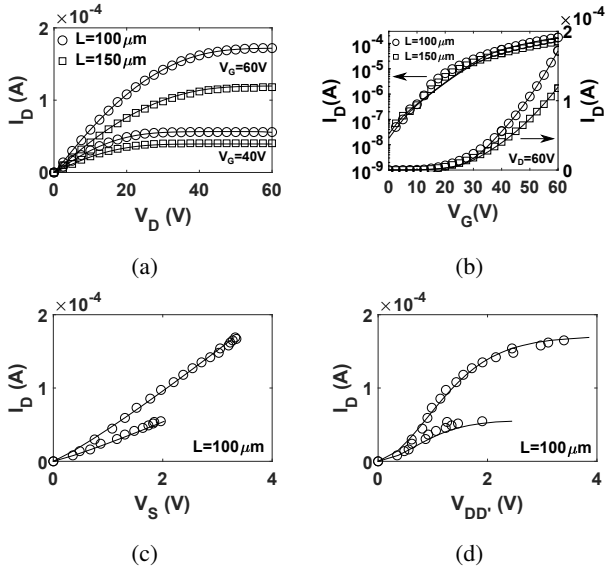 ×10⁻⁴
2
L=100μm
L=150μm
V_G=60V
1
V_G=40V
0
0 20 40 60
I_D (A)
V_D (V)
(a)
×10⁻⁴
10⁻⁴ 2
L=100μm
L=150μm
10⁻⁵
10⁻⁶
10⁻⁷ 1
10⁻⁸
V_D=60V
10⁻⁹ 0
0 10 20 30 40 50 60
I_D(A)
I_D(A)
V_G(V)
(b)
×10⁻⁴
2
1
L=100μm
0
0 2 4
I_D (A)
V_S (V)
(c)
×10⁻⁴
2
1
L=100μm
0
0 2 4
I_D (A)
V_DD' (V)
(d)